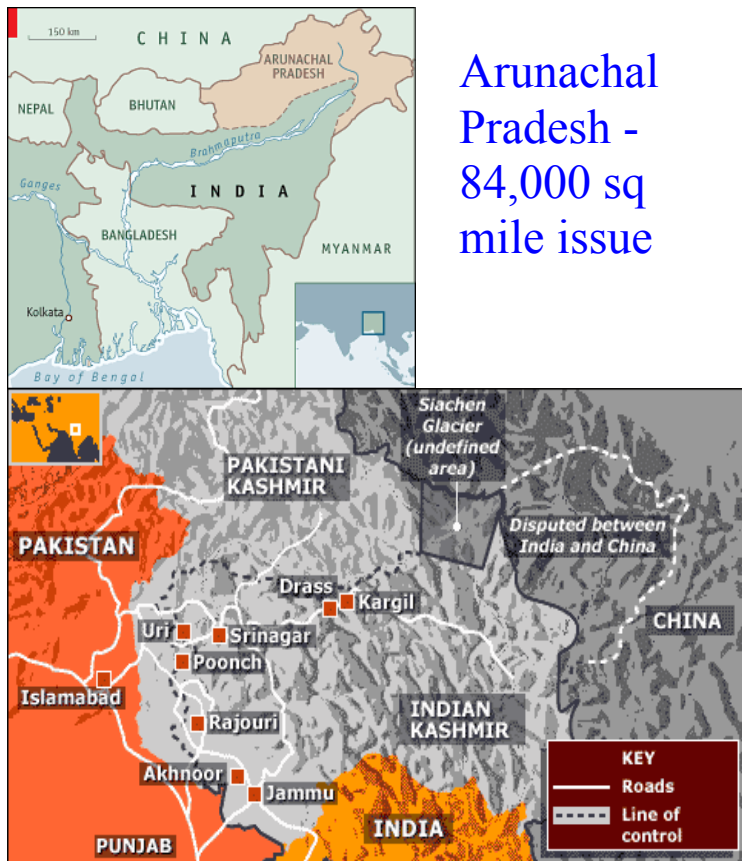 150 km
CHINA
ARUNACHAL
PRADESH
NEPAL
BHUTAN
Brahmaputra
Ganges
INDIA
BANGLADESH
MYANMAR
Kolkata
Bay of Bengal
Arunachal
Pradesh -
84,000 sq
mile issue
Siachen
Glacier
(undefined
area)
PAKISTANI
KASHMIR
PAKISTAN
Disputed between
India and China
Drass
Kargil
CHINA
Uri
Srinagar
Poonch
Islamabad
Rajouri
INDIAN
KASHMIR
Akhnoor
Jammu
INDIA
PUNJAB
KEY
Roads
Line of
control